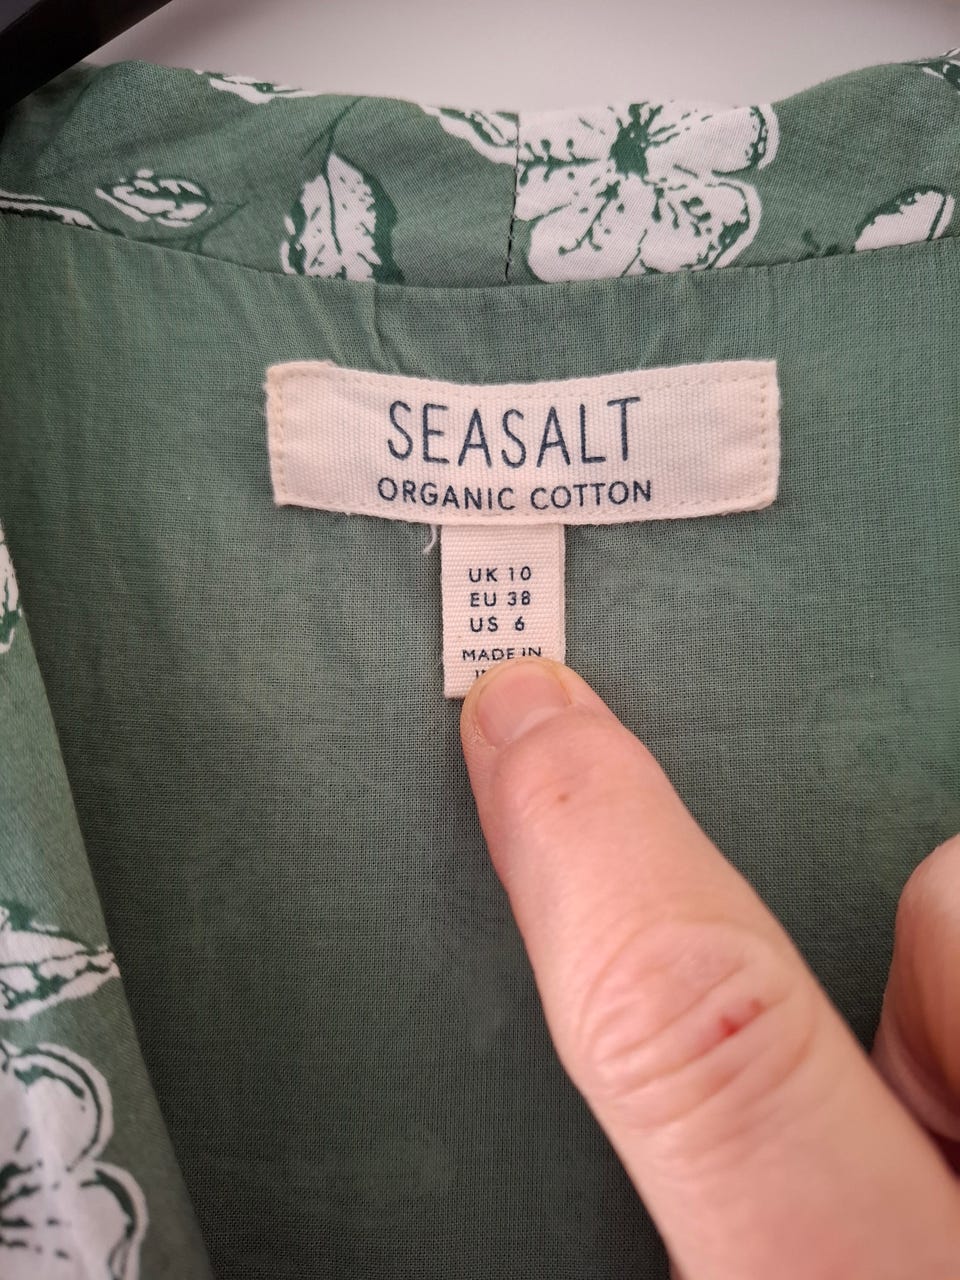 SEASALT
ORGANIC COTTON
UK 10
EU 38
US 6
MADE IN